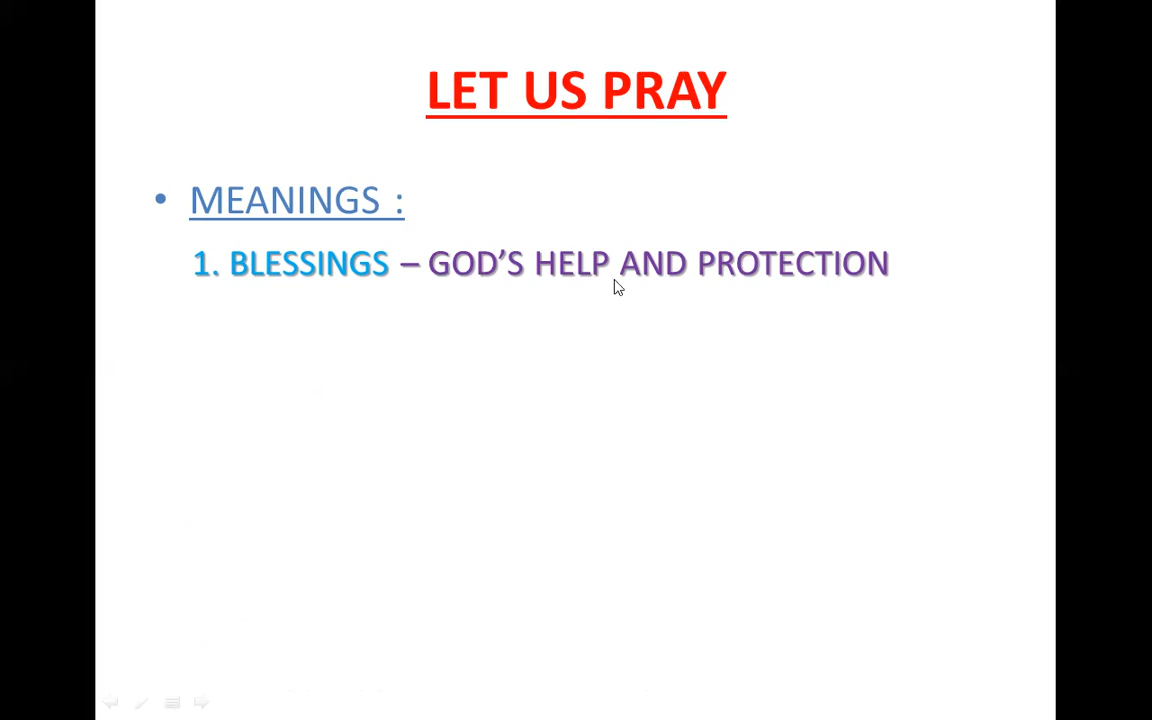 LET US PRAY
• MEANINGS :
1. BLESSINGS – GOD’S HELP AND PROTECTION